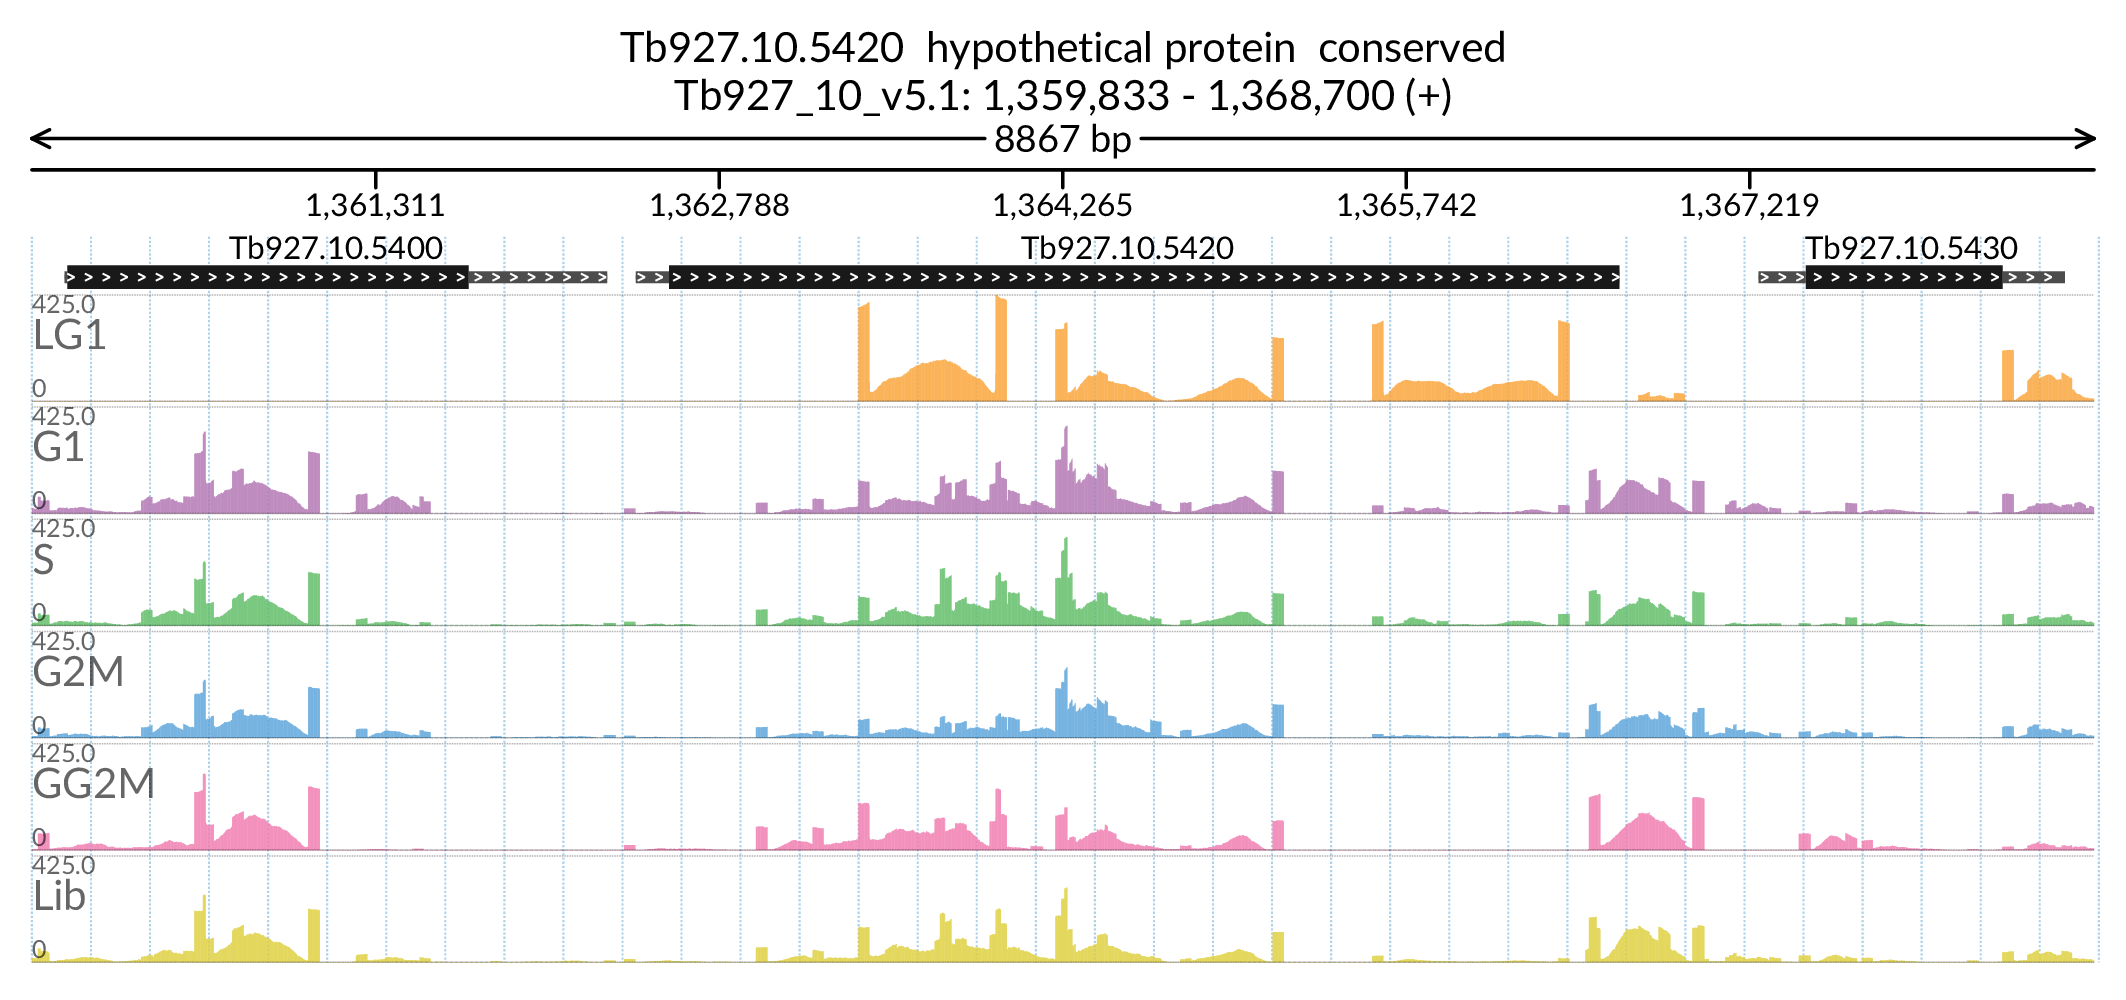 Tb927.10.5420  hypothetical protein  conserved
Tb927_10_v5.1: 1,359,833 - 1,368,700 (+)
8867 bp
1,361,311 1,362,788 1,364,265 1,365,742 1,367,219
Tb927.10.5400 Tb927.10.5420 Tb927.10.5430
425.0
LG1
0
425.0
G1
0
425.0
S
0
425.0
G2M
0
425.0
GG2M
0
425.0
Lib
0